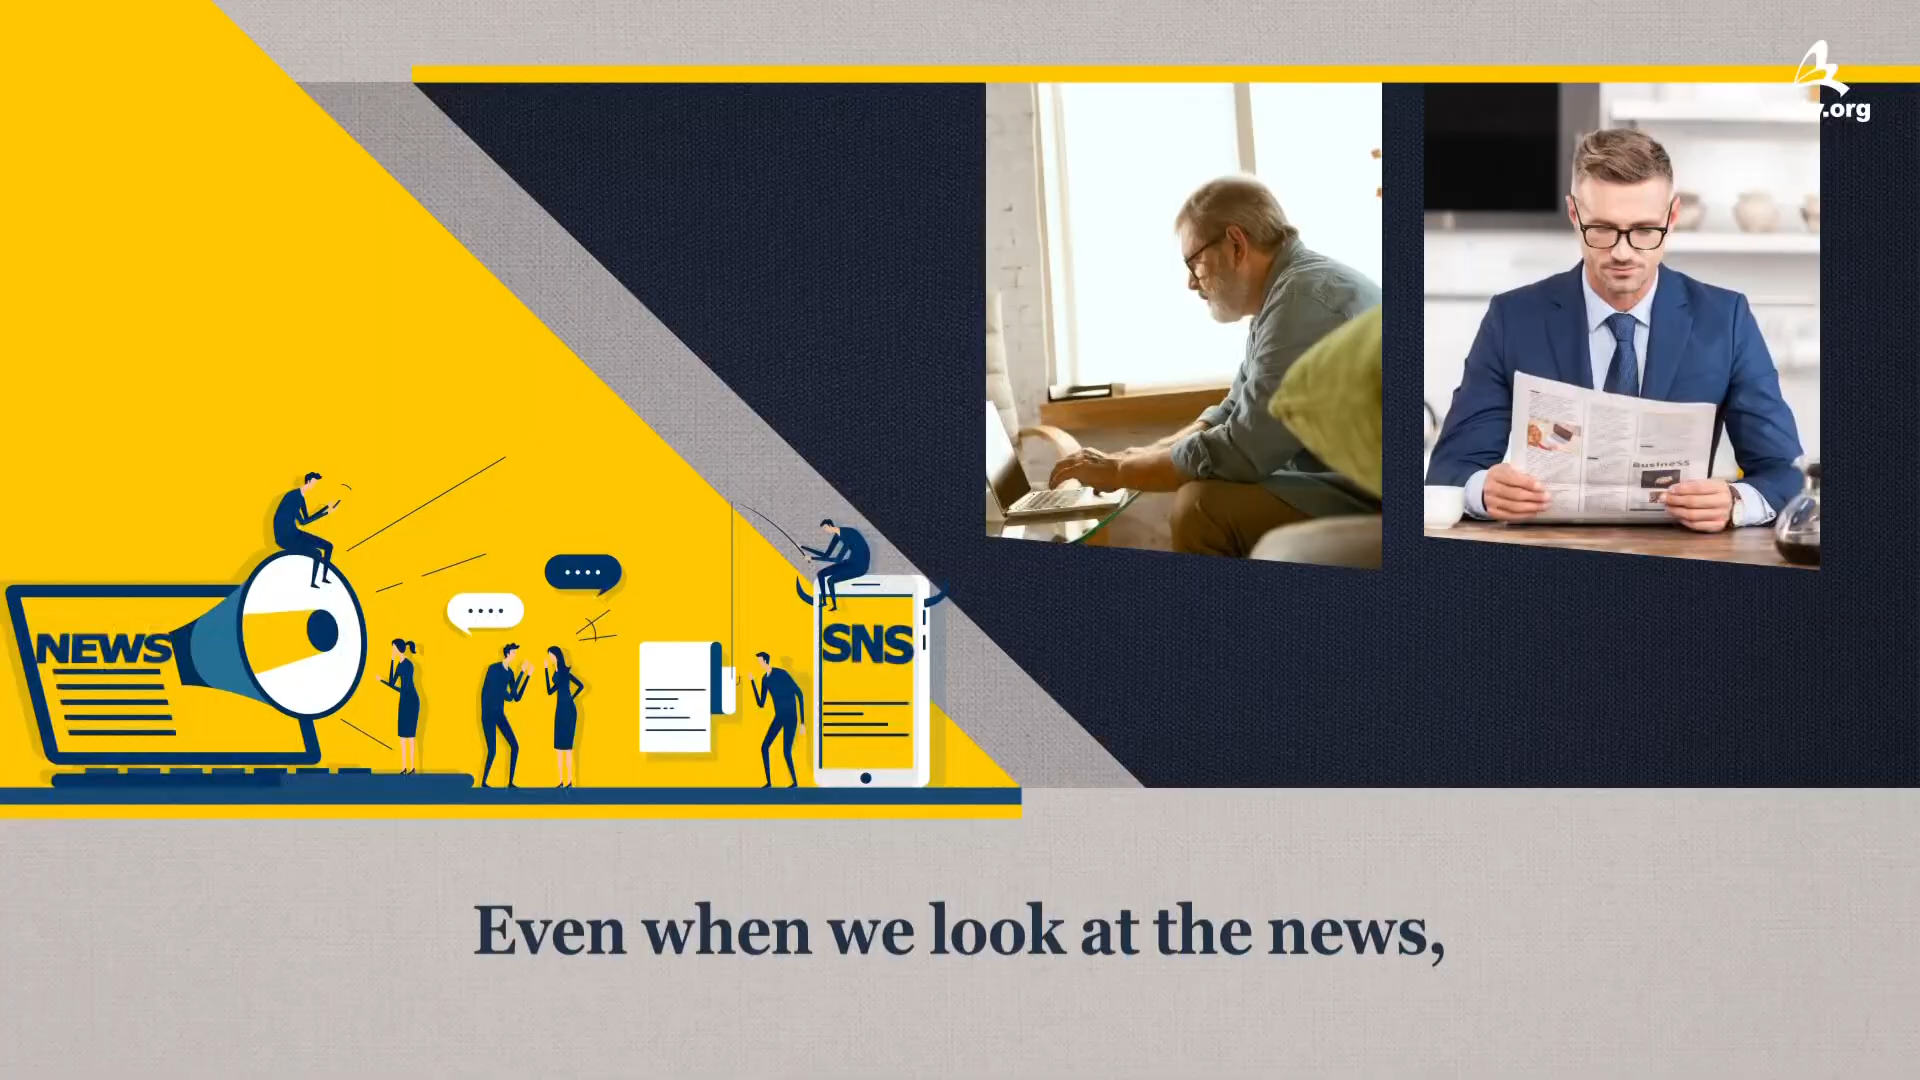 .org
Business
NEWS
SNS
Even when we look at the news,